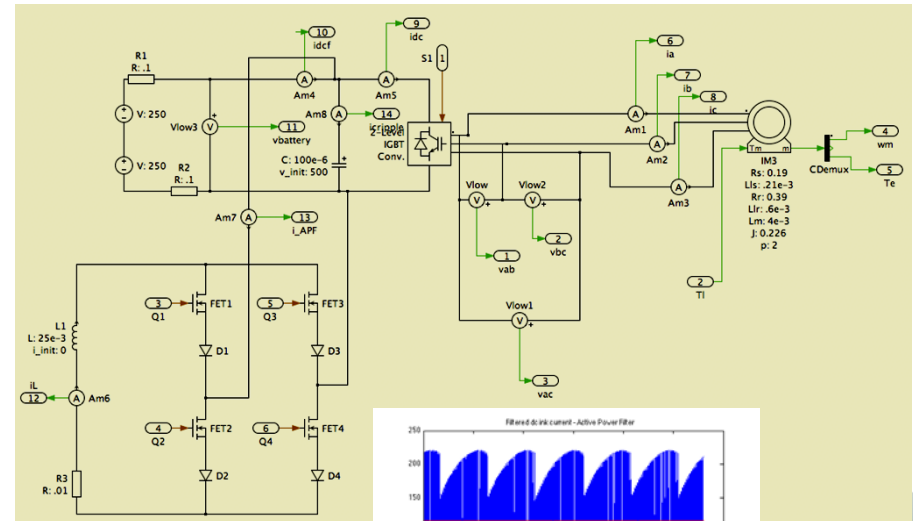 10
idcf
9
idc
S1
1
6
ia
7
ib
8
ic
R1
R: .1
Am4
Am5
Am8
14
icripple
V: 250
Vlow3
11
vbattery
2-Level
IGBT
Conv.
C: 100e-6
v_init: 500
V: 250
R2
R: .1
Am1
Am2
Am3
Tm
m
IM3
Rs: 0.19
Lls: .21e-3
Rr: 0.39
Llr: .6e-3
Lm: 4e-3
J: 0.226
p: 2
CDemux
4
wm
5
Te
Vlow
Vlow2
1
vab
2
vbc
Vlow1
3
vac
2
Tl
Am7
13
i_APF
3
Q1
FET1
5
Q3
FET3
L1
L: 25e-3
i_init: 0
D1
D3
iL
12
Am6
4
Q2
FET2
6
Q4
FET4
R3
R: .01
D2
D4
Filtered dc ink current - Active Power Filter
250
200
150
A
A
A
A
A
A
A
A
V
V
V
V